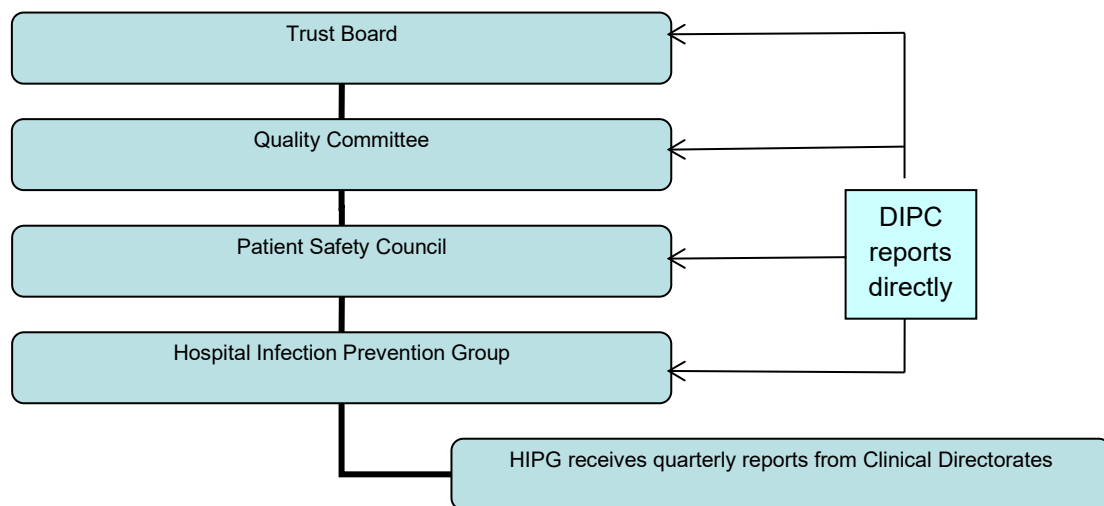 Trust Board
Quality Committee
Patient Safety Council
Hospital Infection Prevention Group
HIPG receives quarterly reports from Clinical Directorates
DIPC
reports
directly